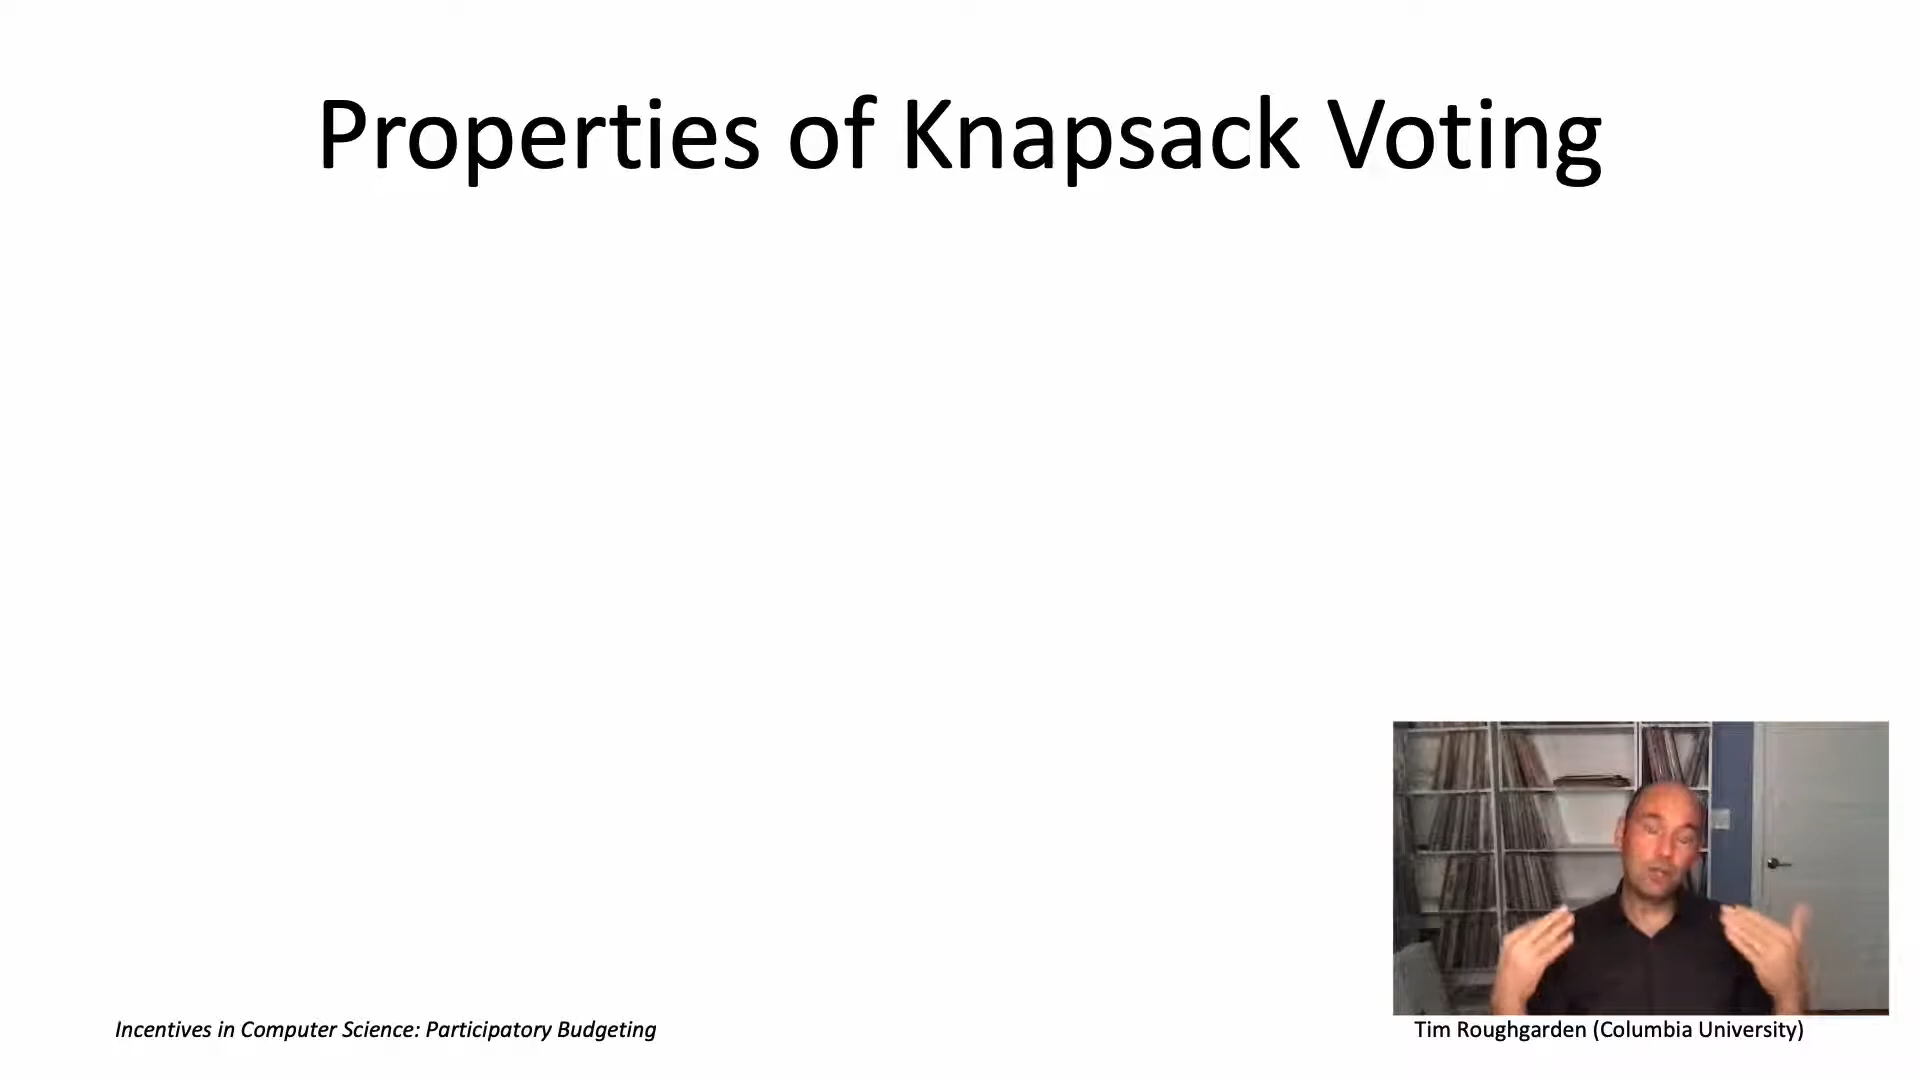 Properties of Knapsack Voting
Incentives in Computer Science: Participatory Budgeting
Tim Roughgarden (Columbia University)